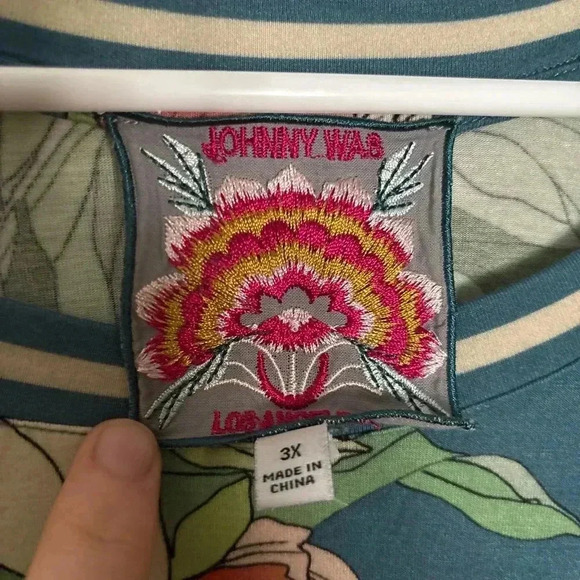 JOHNNY WAS
LOS ANGELES
3X
MADE IN
CHINA